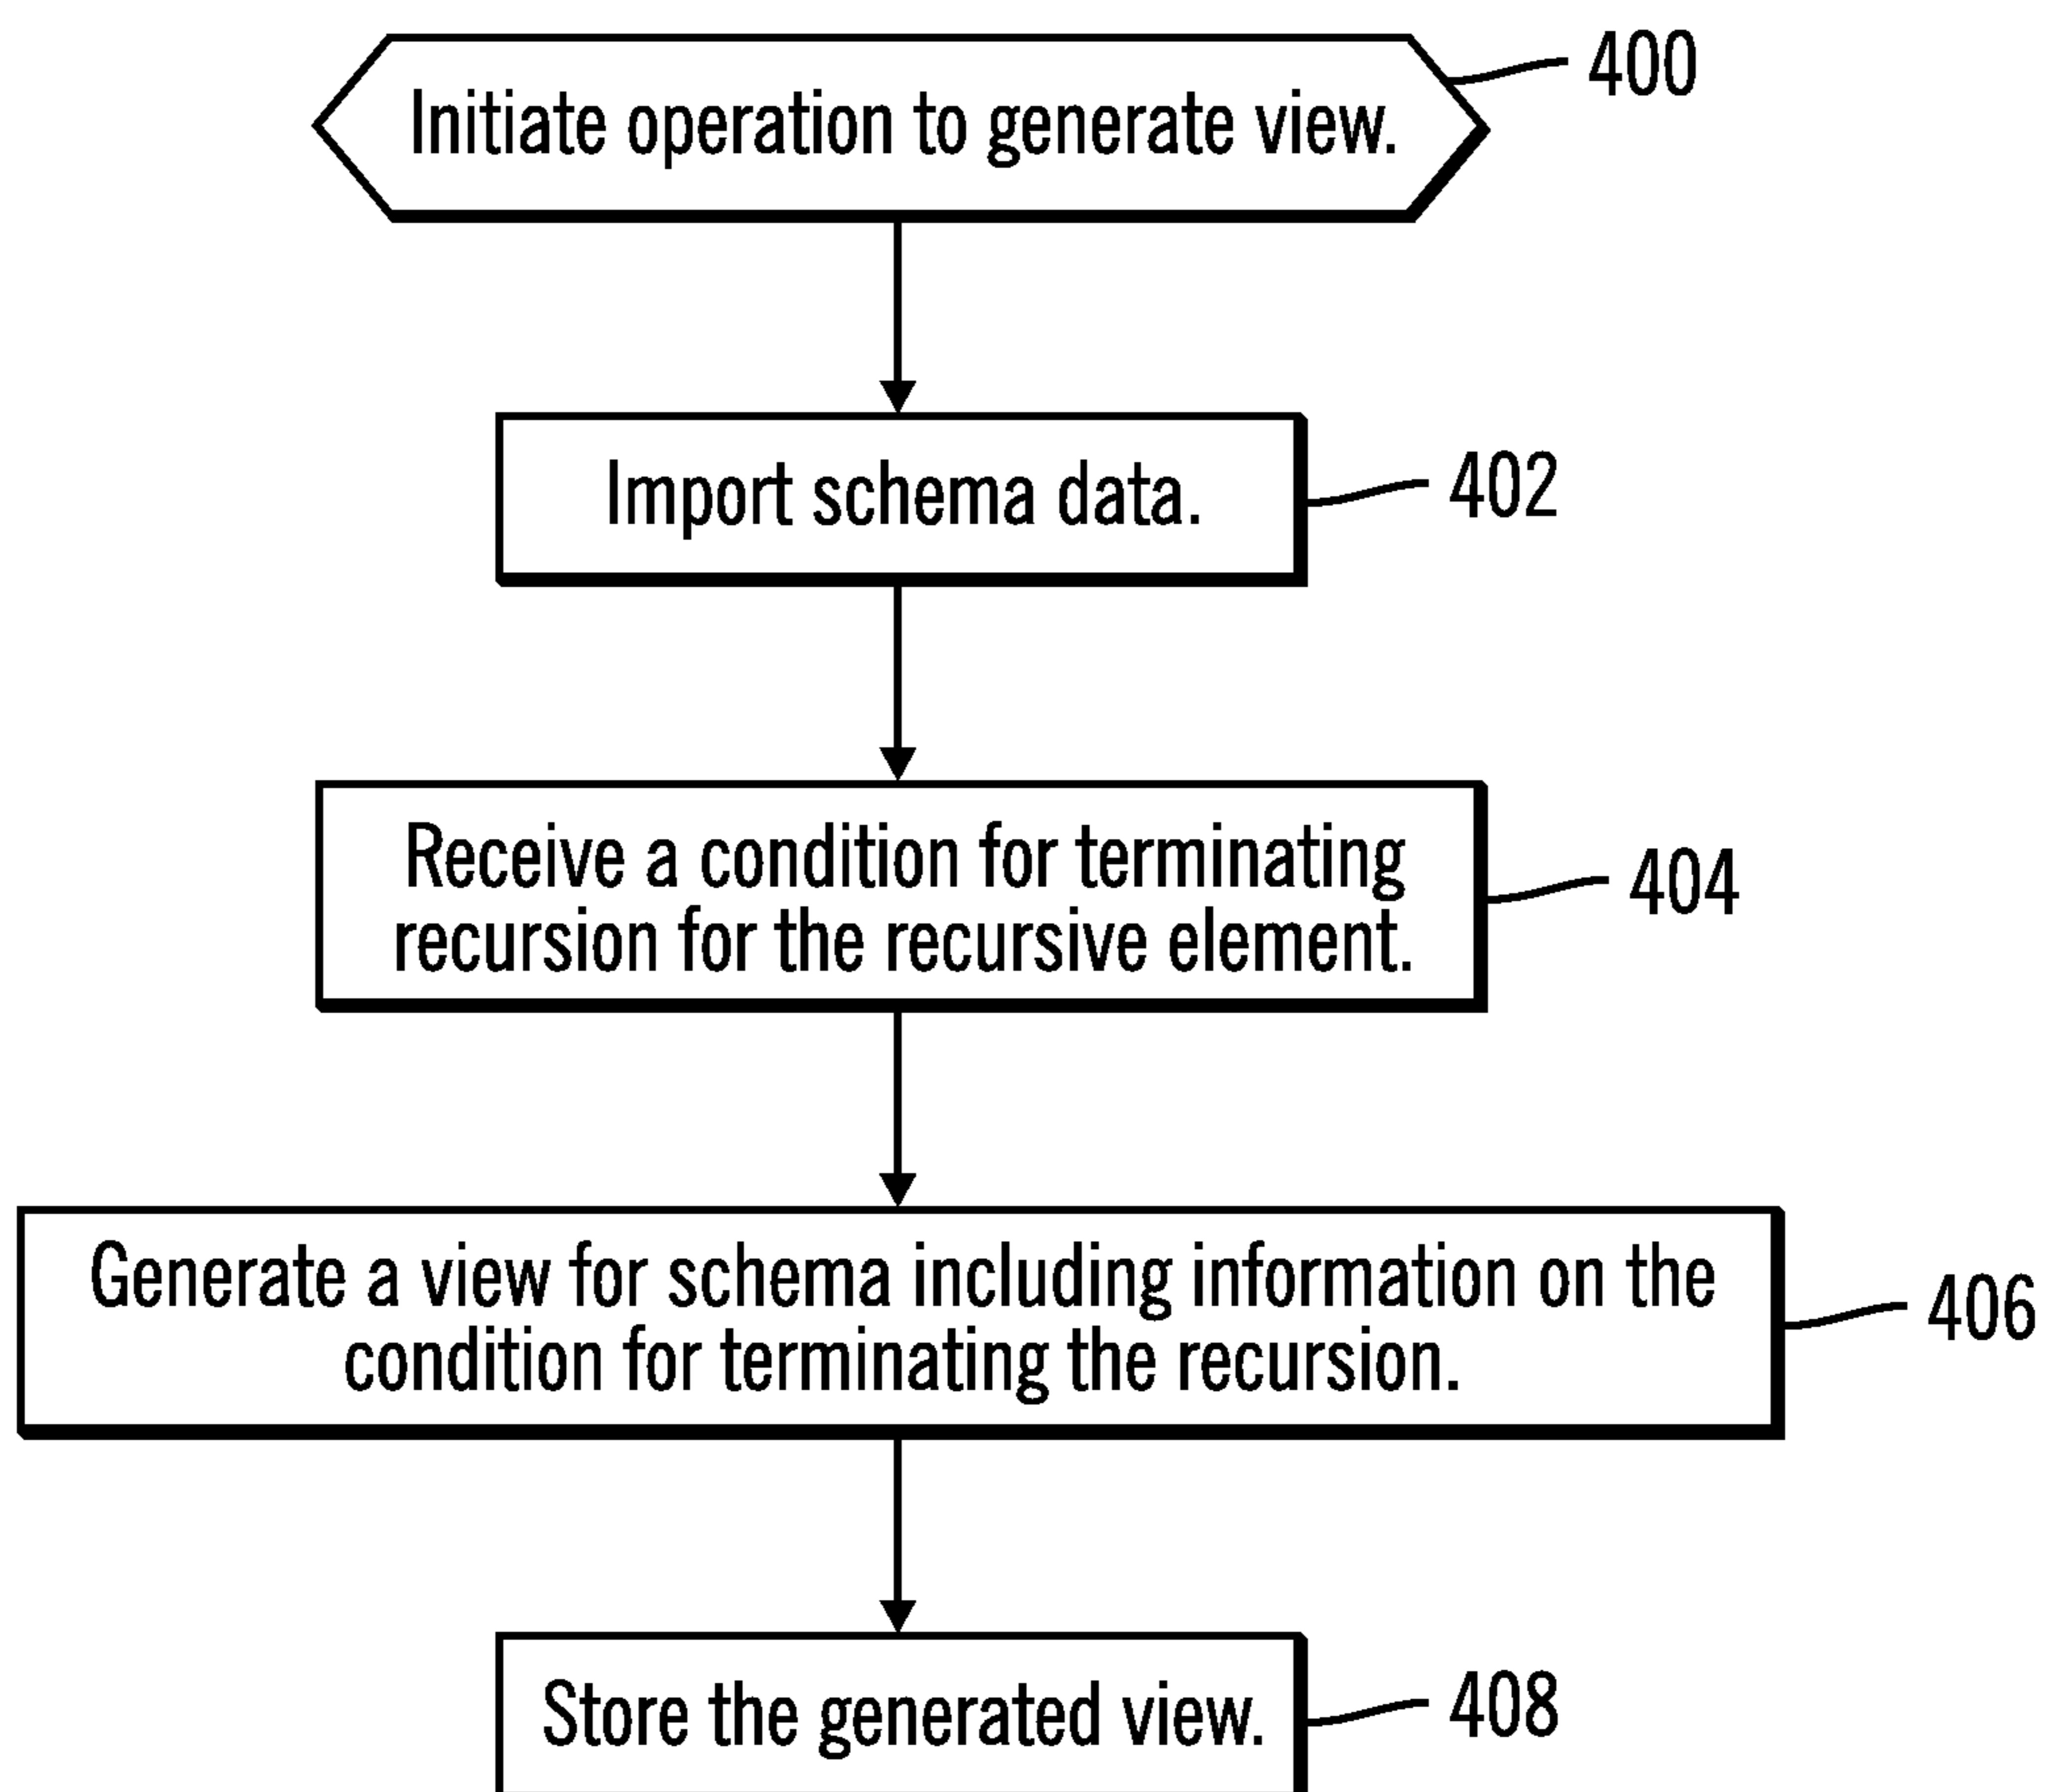 Initiate operation to generate view.
400
Import schema data.
402
Receive a condition for terminating
recursion for the recursive element.
404
Generate a view for schema including information on the
condition for terminating the recursion.
406
Store the generated view.
408